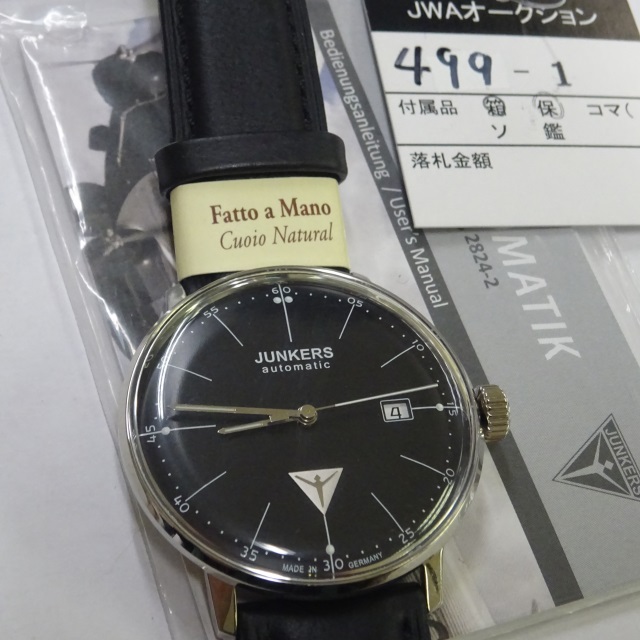 JWAオークション
499-1
付属品 箱 保 コマ(
ソ 鑑
落札金額
Bedienungsanleitung / User's Manual
2824-2
MATIK
JUNKERS
Fatto a Mano
Cuoio Natural
60
05
10
15
20
25
30
35
40
45
JUNKERS
automatic
4
MADE IN GERMANY